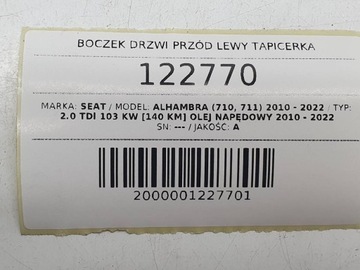 BOCZEK DRZWI PRZÓD LEWY TAPICERKA
122770
MARKA: SEAT / MODEL: ALHAMBRA (710, 711) 2010 - 2022 / TYP:
2.0 TDI 103 KW [140 KM] OLEJ NAPĘDOWY 2010 - 2022
SN: --- / JAKOŚĆ: A
2000001227701